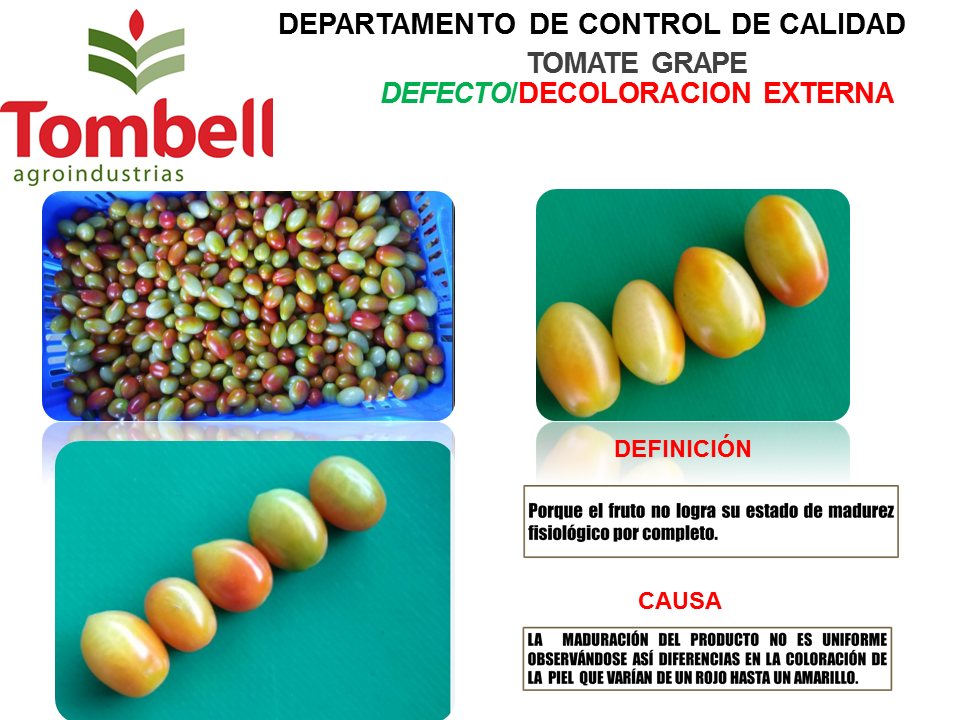 DEPARTAMENTO DE CONTROL DE CALIDAD
TOMATE GRAPE
DEFECTO/DECOLORACION EXTERNA
Tombell
agroindustrias
DEFINICIÓN
Porque el fruto no logra su estado de madurez
fisiológico por completo.
CAUSA
LA MADURACIÓN DEL PRODUCTO NO ES UNIFORME
OBSERVÁNDOSE ASÍ DIFERENCIAS EN LA COLORACIÓN DE
LA PIEL QUE VARÍAN DE UN ROJO HASTA UN AMARILLO.